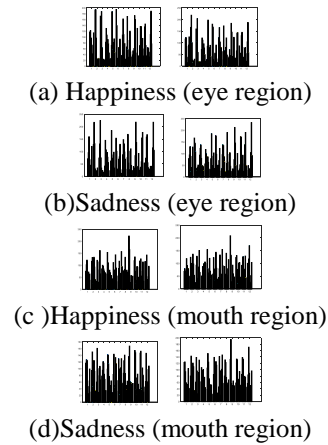 (a) Happiness (eye region)
(b)Sadness (eye region)
(c )Happiness (mouth region)
(d)Sadness (mouth region)